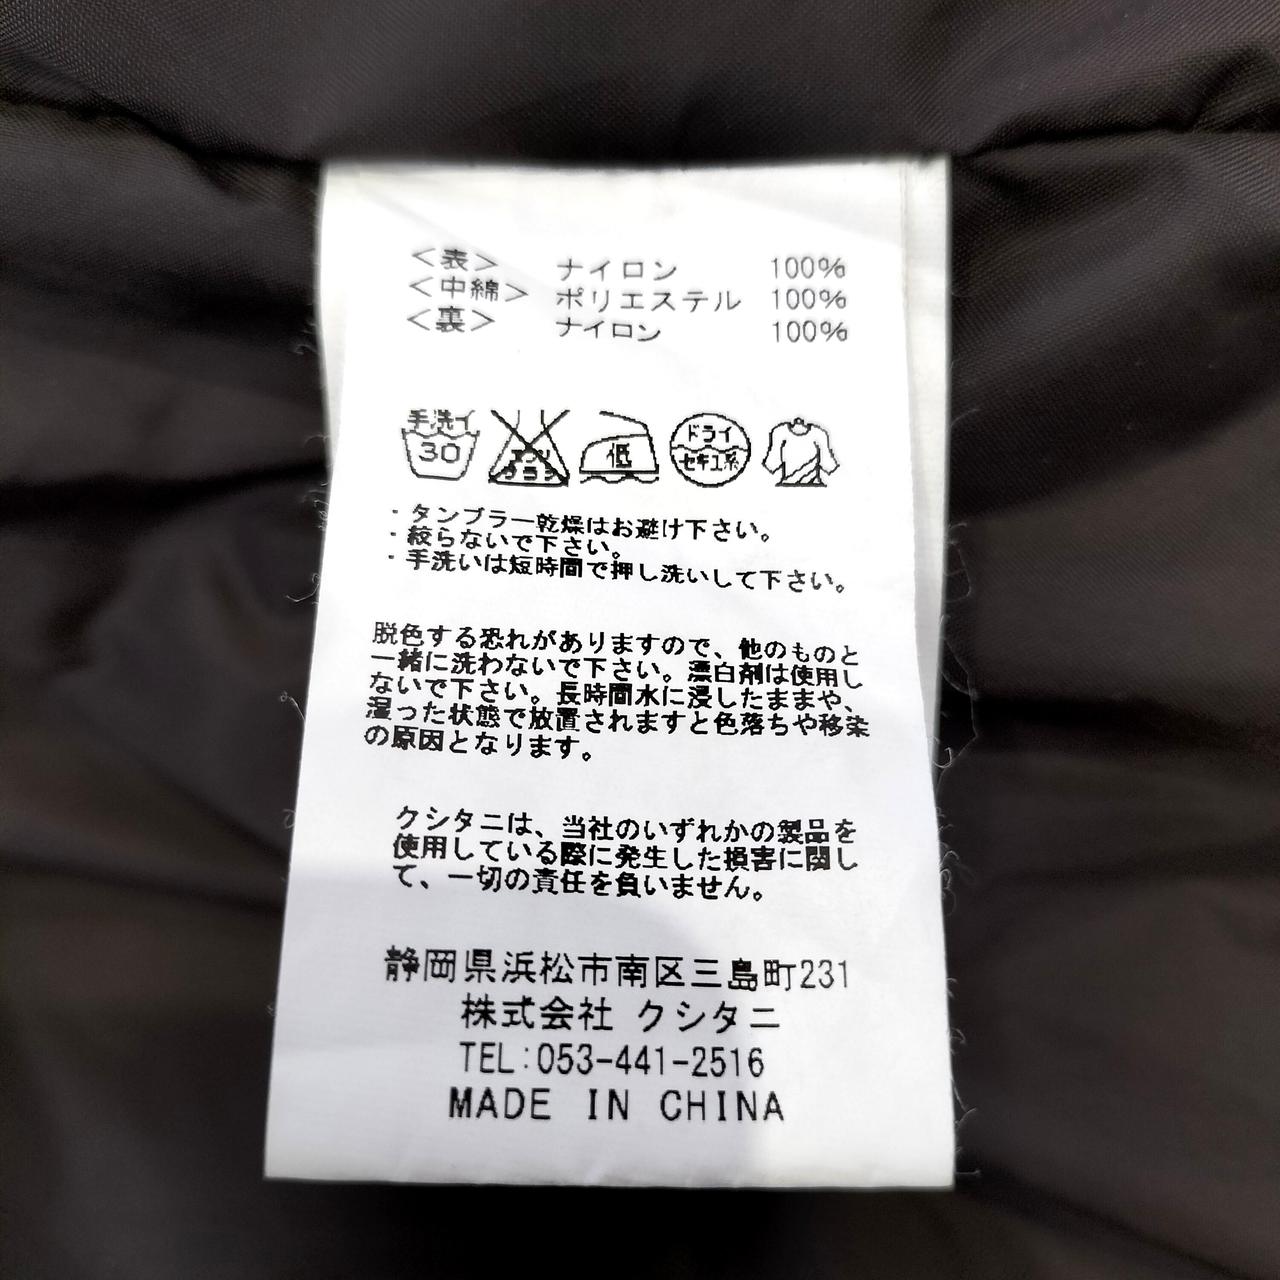 <表> ナイロン 100%
<中綿> ポリエステル 100%
<裏> ナイロン 100%
手洗イ 30 エンソ サラシ 低 ドライ セキユ系
・タンブラー乾燥はお避け下さい。
・絞らないで下さい。
・手洗いは短時間で押し洗いして下さい。
脱色する恐れがありますので、他のものと
一緒に洗わないで下さい。漂白剤は使用し
ないで下さい。長時間水に浸したままや、
湿った状態で放置されますと色落ちや移染
の原因となります。
クシタニは、当社のいずれかの製品を
使用している際に発生した損害に関し
て、一切の責任を負いません。
静岡県浜松市南区三島町231
株式会社 クシタニ
TEL:053-441-2516
MADE IN CHINA